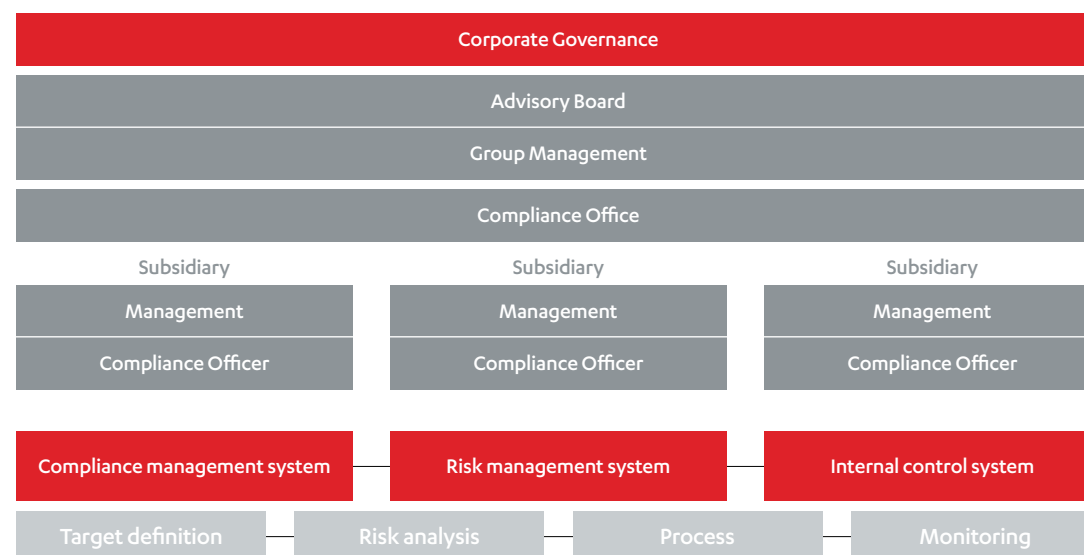 Corporate Governance
Advisory Board
Group Management
Compliance Office
Subsidiary Subsidiary Subsidiary
Management Management Management
Compliance Officer Compliance Officer Compliance Officer
Compliance management system Risk management system Internal control system
Target definition Risk analysis Process Monitoring